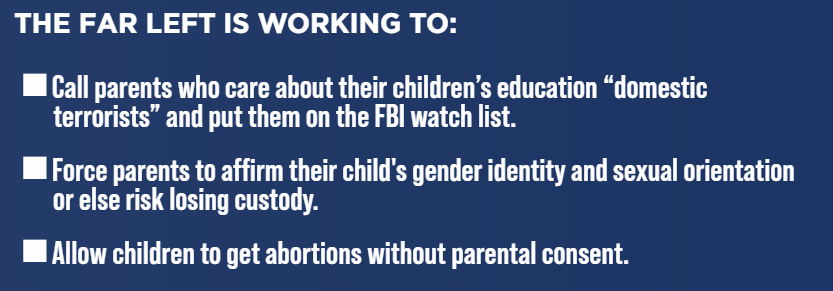 THE FAR LEFT IS WORKING TO:
Call parents who care about their children’s education “domestic
terrorists” and put them on the FBI watch list.
Force parents to affirm their child's gender identity and sexual orientation
or else risk losing custody.
Allow children to get abortions without parental consent.